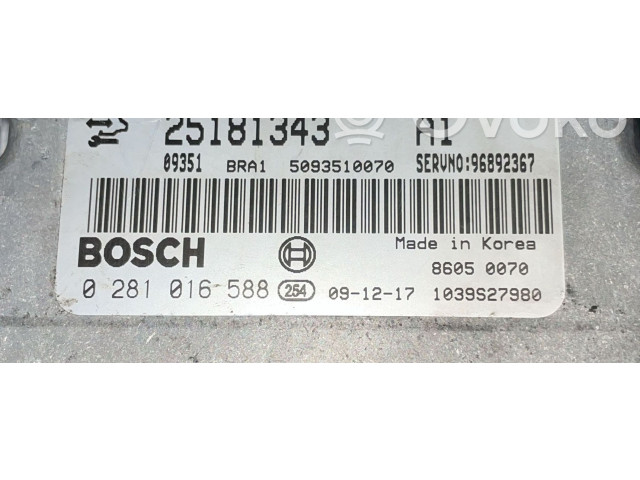 25181343 A1
09351 BRA1 5093510070 SERVNO:96892367
BOSCH Made in Korea
8605 0070
0 281 016 588 254 09-12-17 1039S27980